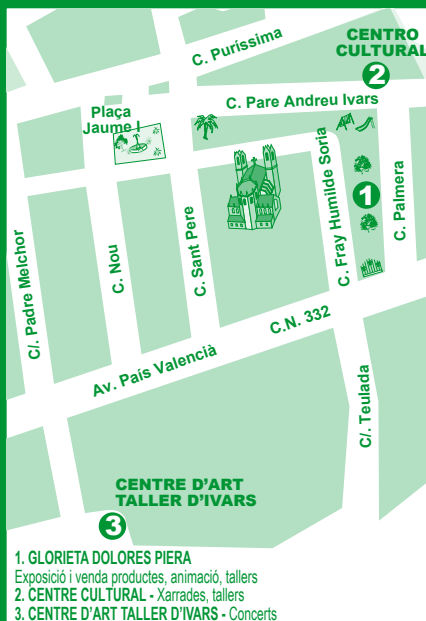 C. Puríssima
CENTRO
CULTURAL
2
C. Pare Andreu Ivars
Plaça
Jaume I
C/. Padre Melchor
C. Nou
C. Sant Pere
C. Fray Humilde Soria
1
C. Palmera
C.N. 332
Av. País Valencià
C/. Teulada
CENTRE D'ART
TALLER D'IVARS
3
1. GLORIETA DOLORES PIERA
Exposició i venda productes, animació, tallers
2. CENTRE CULTURAL - Xarrades, tallers
3. CENTRE D'ART TALLER D'IVARS - Concerts